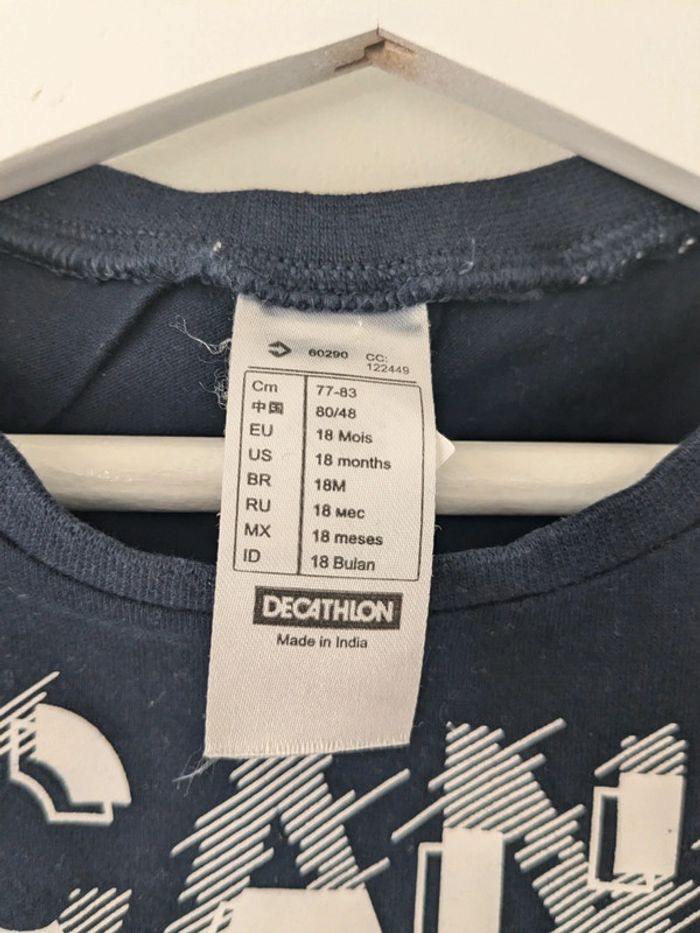 60290 CC:
122449
Cm 77-83
中国 80/48
EU 18 Mois
US 18 months
BR 18M
RU 18 мес
MX 18 meses
ID 18 Bulan
DECATHLON
Made in India